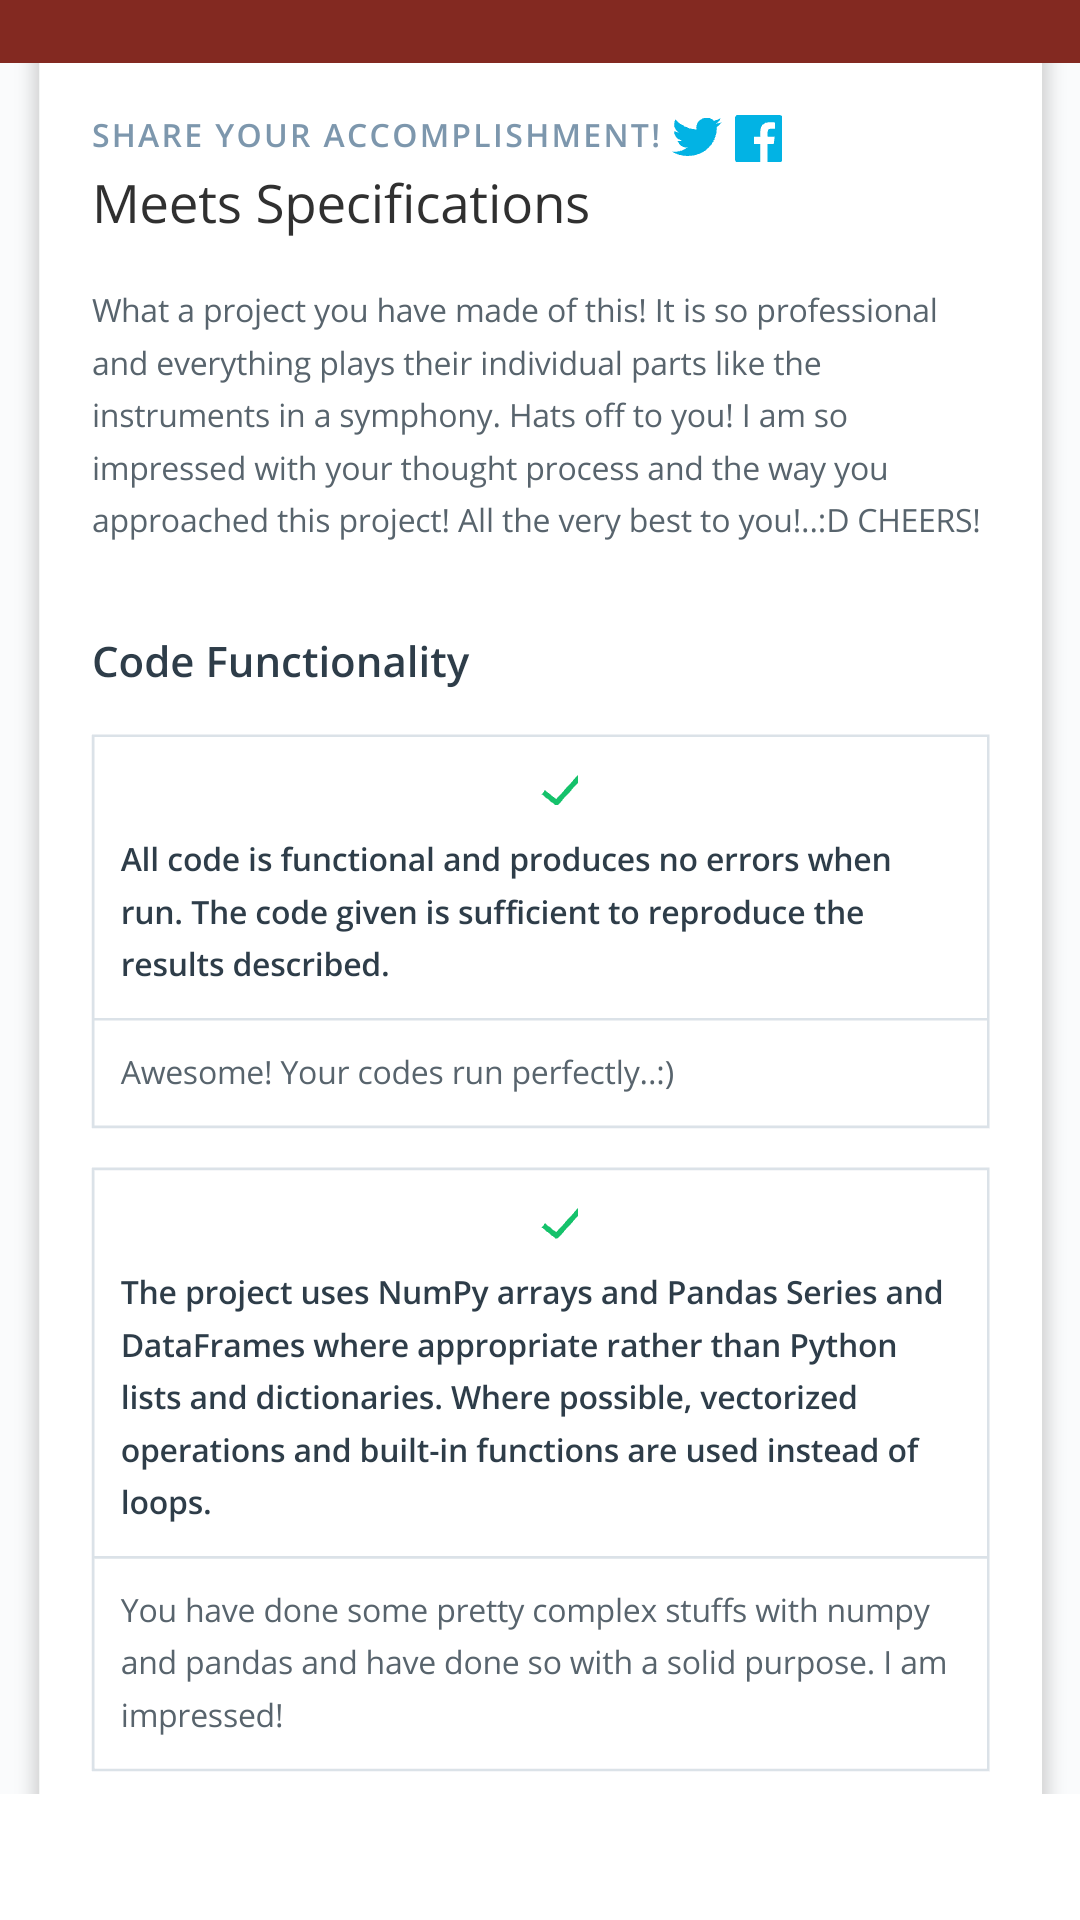 SHARE YOUR ACCOMPLISHMENT!
Meets Specifications
What a project you have made of this! It is so professional
and everything plays their individual parts like the
instruments in a symphony. Hats off to you! I am so
impressed with your thought process and the way you
approached this project! All the very best to you!..:D CHEERS!
Code Functionality
All code is functional and produces no errors when
run. The code given is sufficient to reproduce the
results described.
Awesome! Your codes run perfectly..:)
The project uses NumPy arrays and Pandas Series and
DataFrames where appropriate rather than Python
lists and dictionaries. Where possible, vectorized
operations and built-in functions are used instead of
loops.
You have done some pretty complex stuffs with numpy
and pandas and have done so with a solid purpose. I am
impressed!